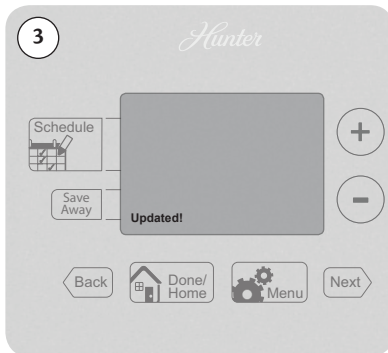 3
Hunter
Schedule
Save
Away
Updated!
Back
Done/
Home
Menu
Next